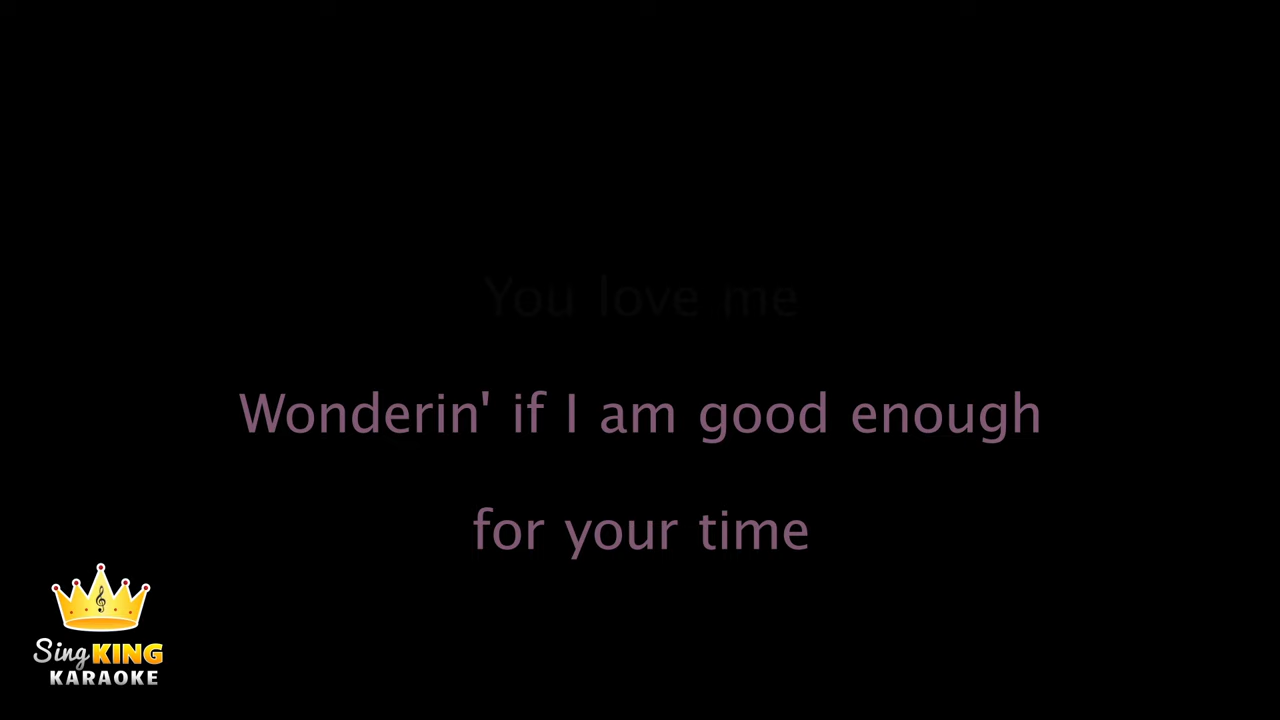 You love me
Wonderin' if I am good enough
for your time
Sing KING
KARAOKE